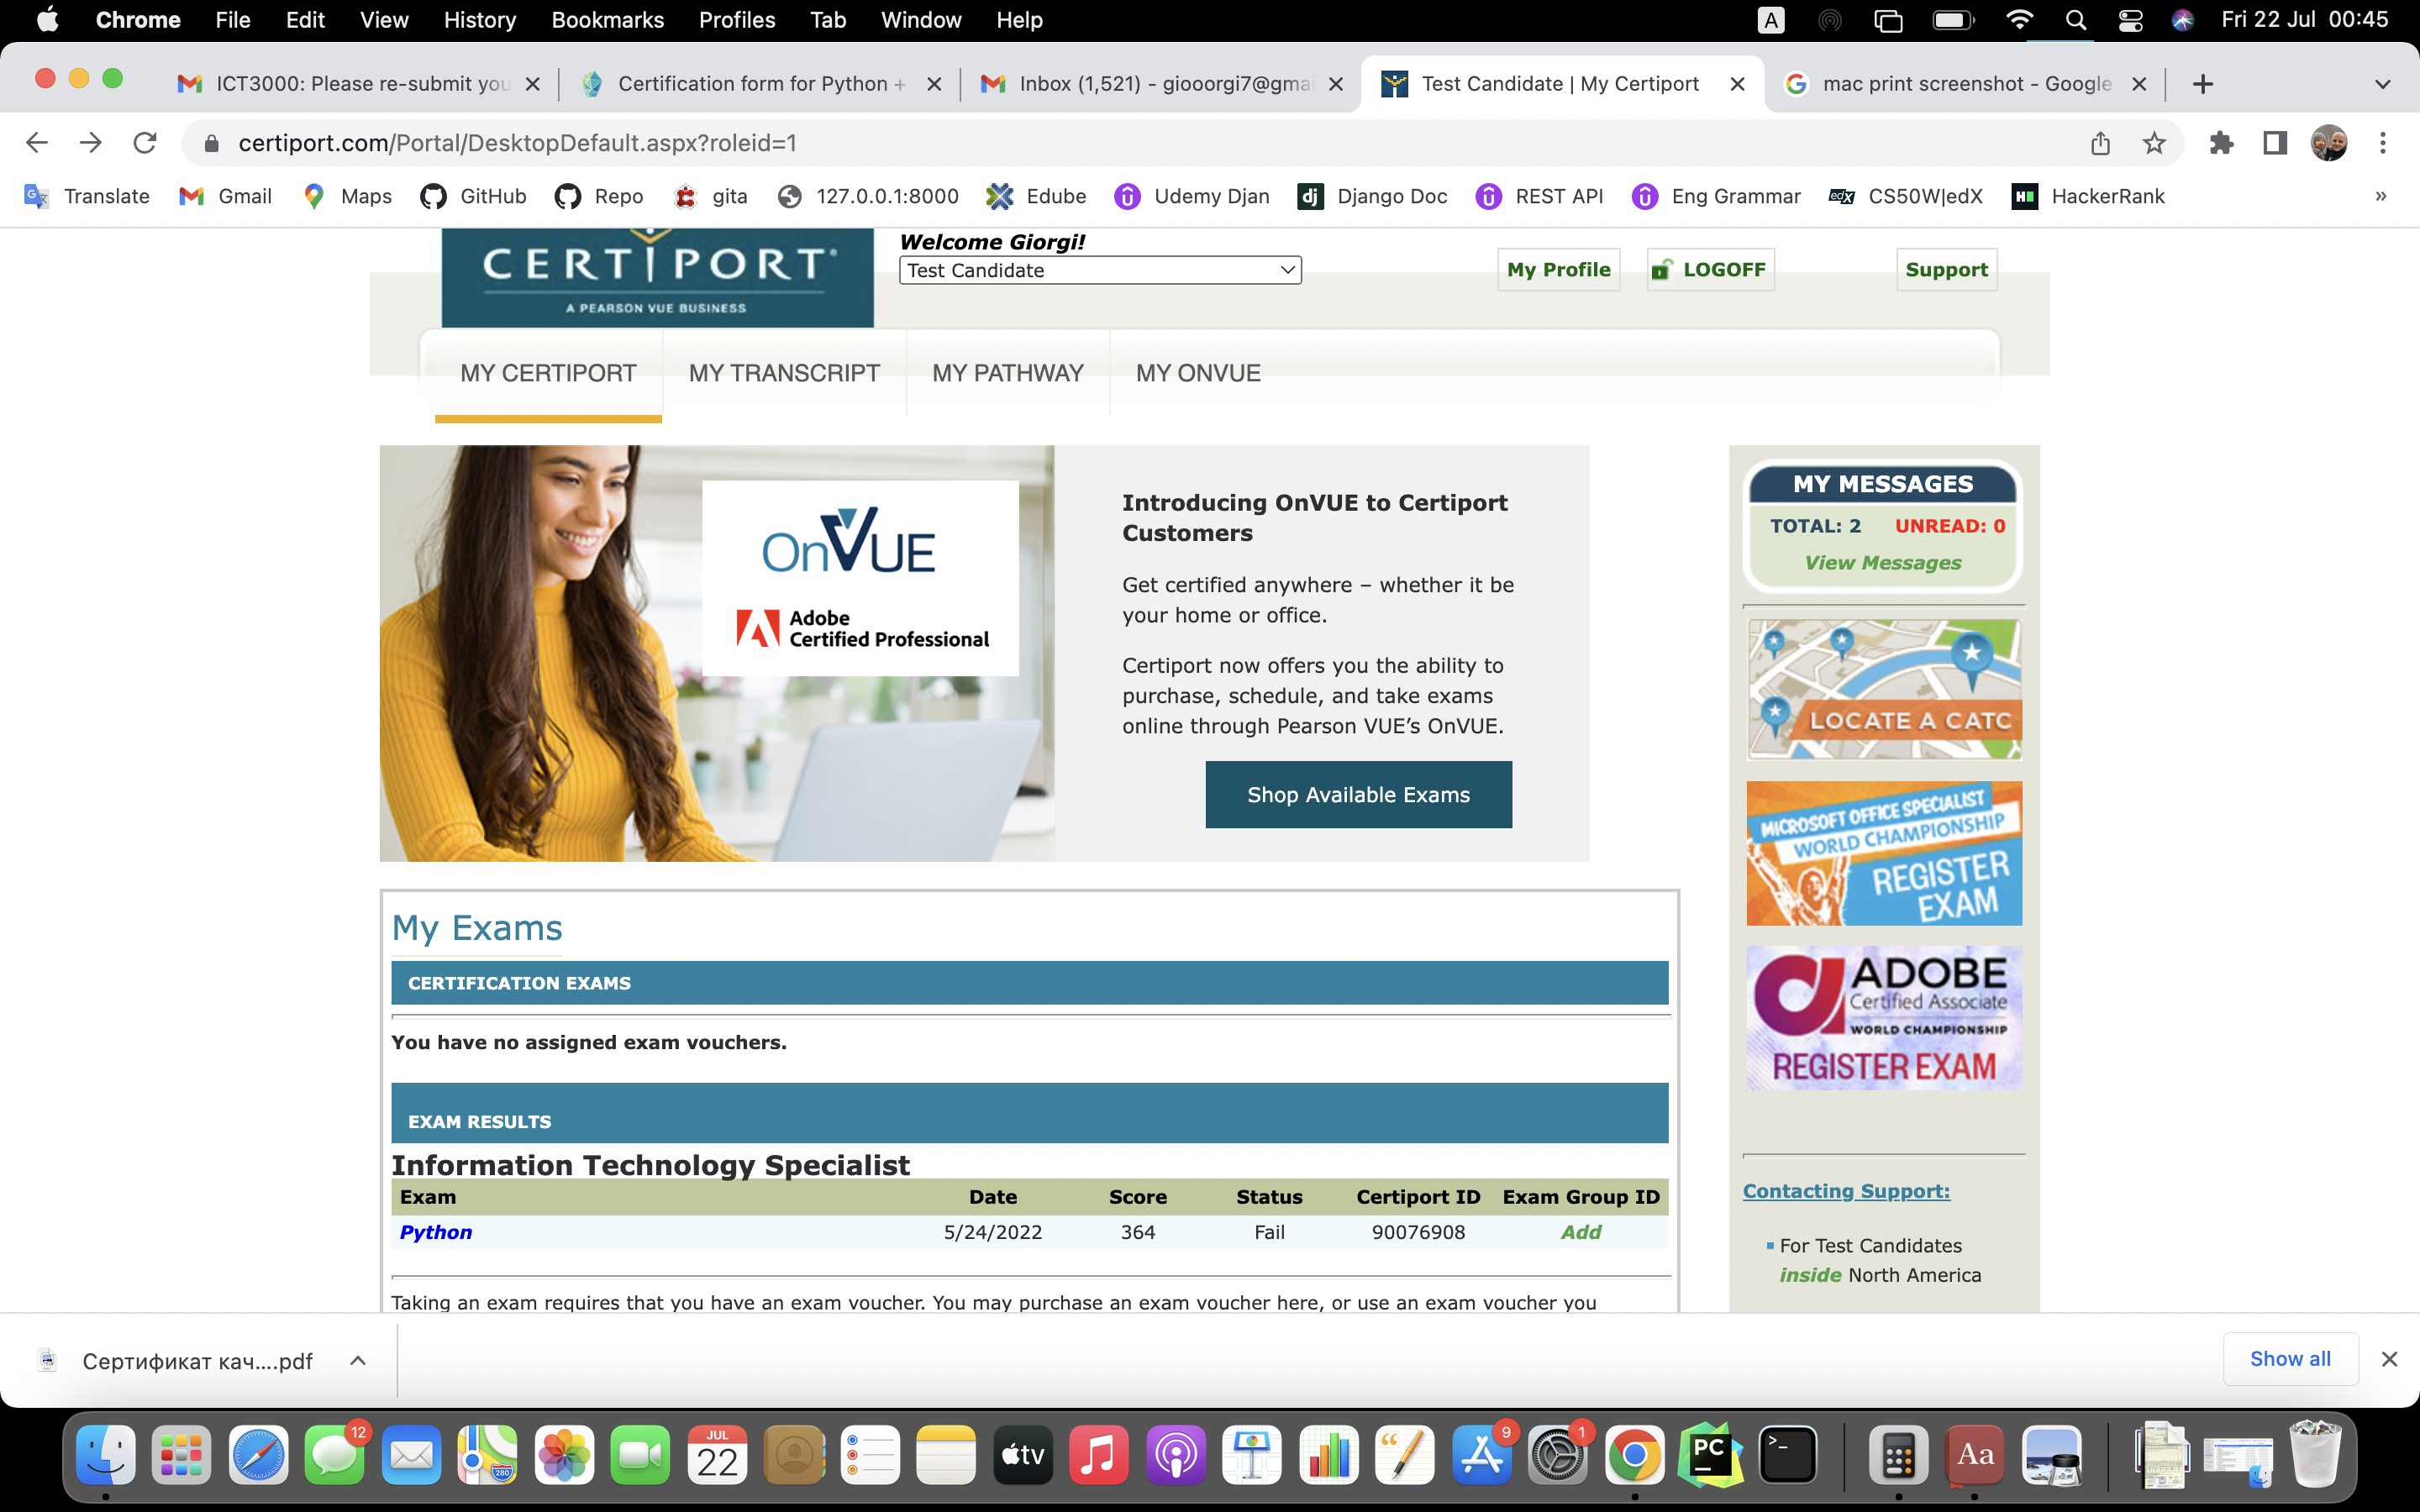 Chrome File Edit View History Bookmarks Profiles Tab Window Help A Fri 22 Jul 00:45
ICT3000: Please re-submit you
Certification form for Python +
Inbox (1,521) - giooorgi7@gmai
Test Candidate | My Certiport
mac print screenshot - Google
certiport.com/Portal/DesktopDefault.aspx?roleid=1
Translate Gmail Maps GitHub Repo gita 127.0.0.1:8000 Edube Udemy Djan dj Django Doc REST API Eng Grammar edX CS50W|edX HackerRank »
CERTIPORT
A PEARSON VUE BUSINESS
Welcome Giorgi!
Test Candidate
My Profile
LOGOFF
Support
MY CERTIPORT MY TRANSCRIPT MY PATHWAY MY ONVUE
OnVUE
Adobe
Certified Professional
Introducing OnVUE to Certiport
Customers
Get certified anywhere – whether it be
your home or office.
Certiport now offers you the ability to
purchase, schedule, and take exams
online through Pearson VUE’s OnVUE.
Shop Available Exams
MY MESSAGES
TOTAL: 2 UNREAD: 0
View Messages
LOCATE A CATC
MICROSOFT OFFICE SPECIALIST
WORLD CHAMPIONSHIP
REGISTER
EXAM
ADOBE
Certified Associate
WORLD CHAMPIONSHIP
REGISTER EXAM
Contacting Support:
For Test Candidates
inside North America
My Exams
CERTIFICATION EXAMS
You have no assigned exam vouchers.
EXAM RESULTS
Information Technology Specialist
Exam Date Score Status Certiport ID Exam Group ID
Python 5/24/2022 364 Fail 90076908 Add
Taking an exam requires that you have an exam voucher. You may purchase an exam voucher here, or use an exam voucher you
Сертификат кач....pdf
Show all
12
280
JUL
22
tv
9
1
PC
>_
Aa